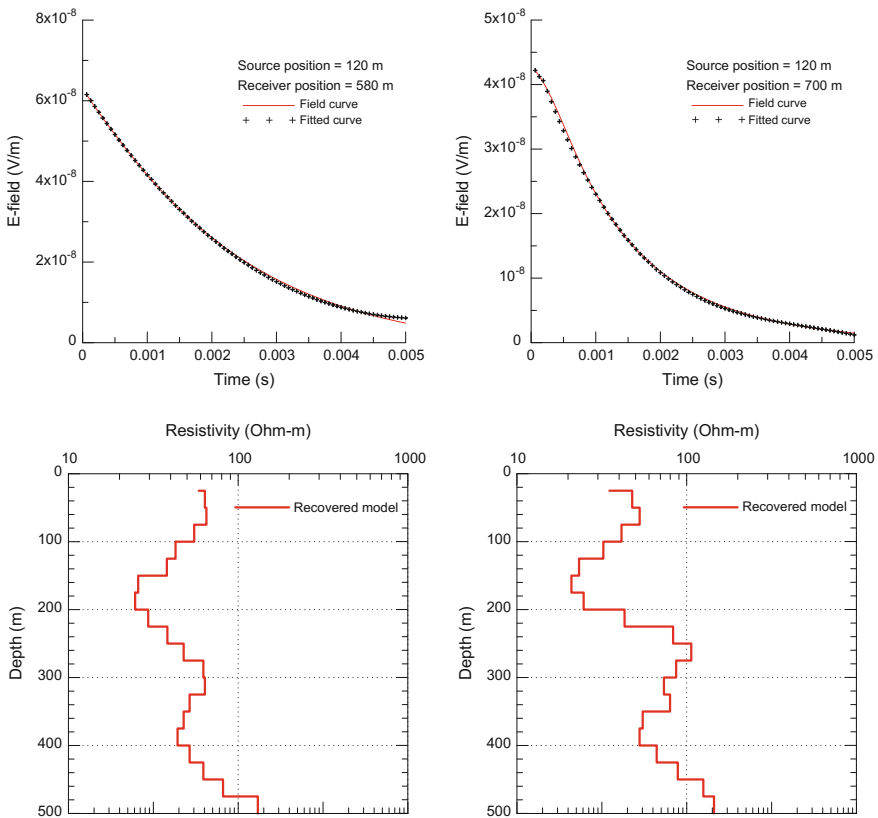 8x10-8
6x10-8
4x10-8
2x10-8
0
E-field (V/m)
Source position = 120 m
Receiver position = 580 m
Field curve
Fitted curve
0 0.001 0.002 0.003 0.004 0.005
Time (s)
5x10-8
4x10-8
3x10-8
2x10-8
10-8
0
E-field (V/m)
Source position = 120 m
Receiver position = 700 m
Field curve
Fitted curve
0 0.001 0.002 0.003 0.004 0.005
Time (s)
Resistivity (Ohm-m)
10 100 1000
0
100
200
300
400
500
Depth (m)
Recovered model
Resistivity (Ohm-m)
10 100 1000
0
100
200
300
400
500
Depth (m)
Recovered model